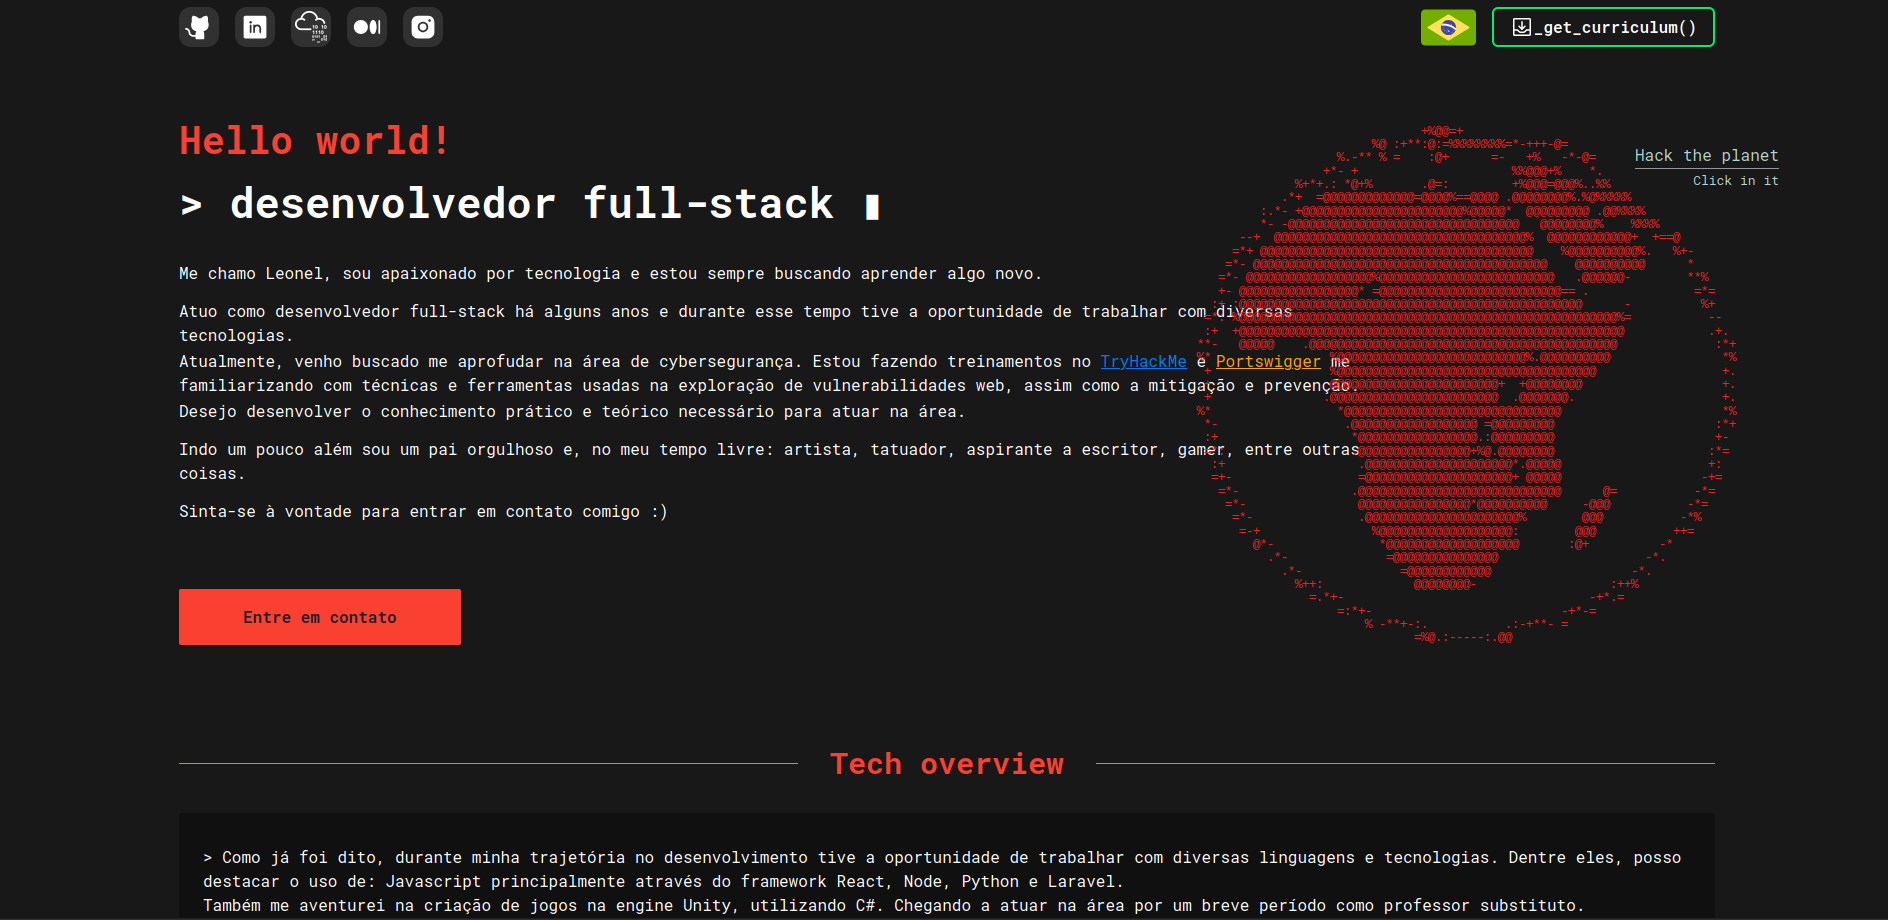 _get_curriculum()
Hello world!
> desenvolvedor full-stack
Hack the planet
Click in it
Me chamo Leonel, sou apaixonado por tecnologia e estou sempre buscando aprender algo novo.
Atuo como desenvolvedor full-stack há alguns anos e durante esse tempo tive a oportunidade de trabalhar com diversas
tecnologias.
Atualmente, venho buscado me aprofudar na área de cybersegurança. Estou fazendo treinamentos no TryHackMe e Portswigger me
familiarizando com técnicas e ferramentas usadas na exploração de vulnerabilidades web, assim como a mitigação e prevenção.
Desejo desenvolver o conhecimento prático e teórico necessário para atuar na área.
Indo um pouco além sou um pai orgulhoso e, no meu tempo livre: artista, tatuador, aspirante a escritor, gamer, entre outras
coisas.
Sinta-se à vontade para entrar em contato comigo :)
Entre em contato
Tech overview
> Como já foi dito, durante minha trajetória no desenvolvimento tive a oportunidade de trabalhar com diversas linguagens e tecnologias. Dentre eles, posso
destacar o uso de: Javascript principalmente através do framework React, Node, Python e Laravel.
Também me aventurei na criação de jogos na engine Unity, utilizando C#. Chegando a atuar na área por um breve período como professor substituto.